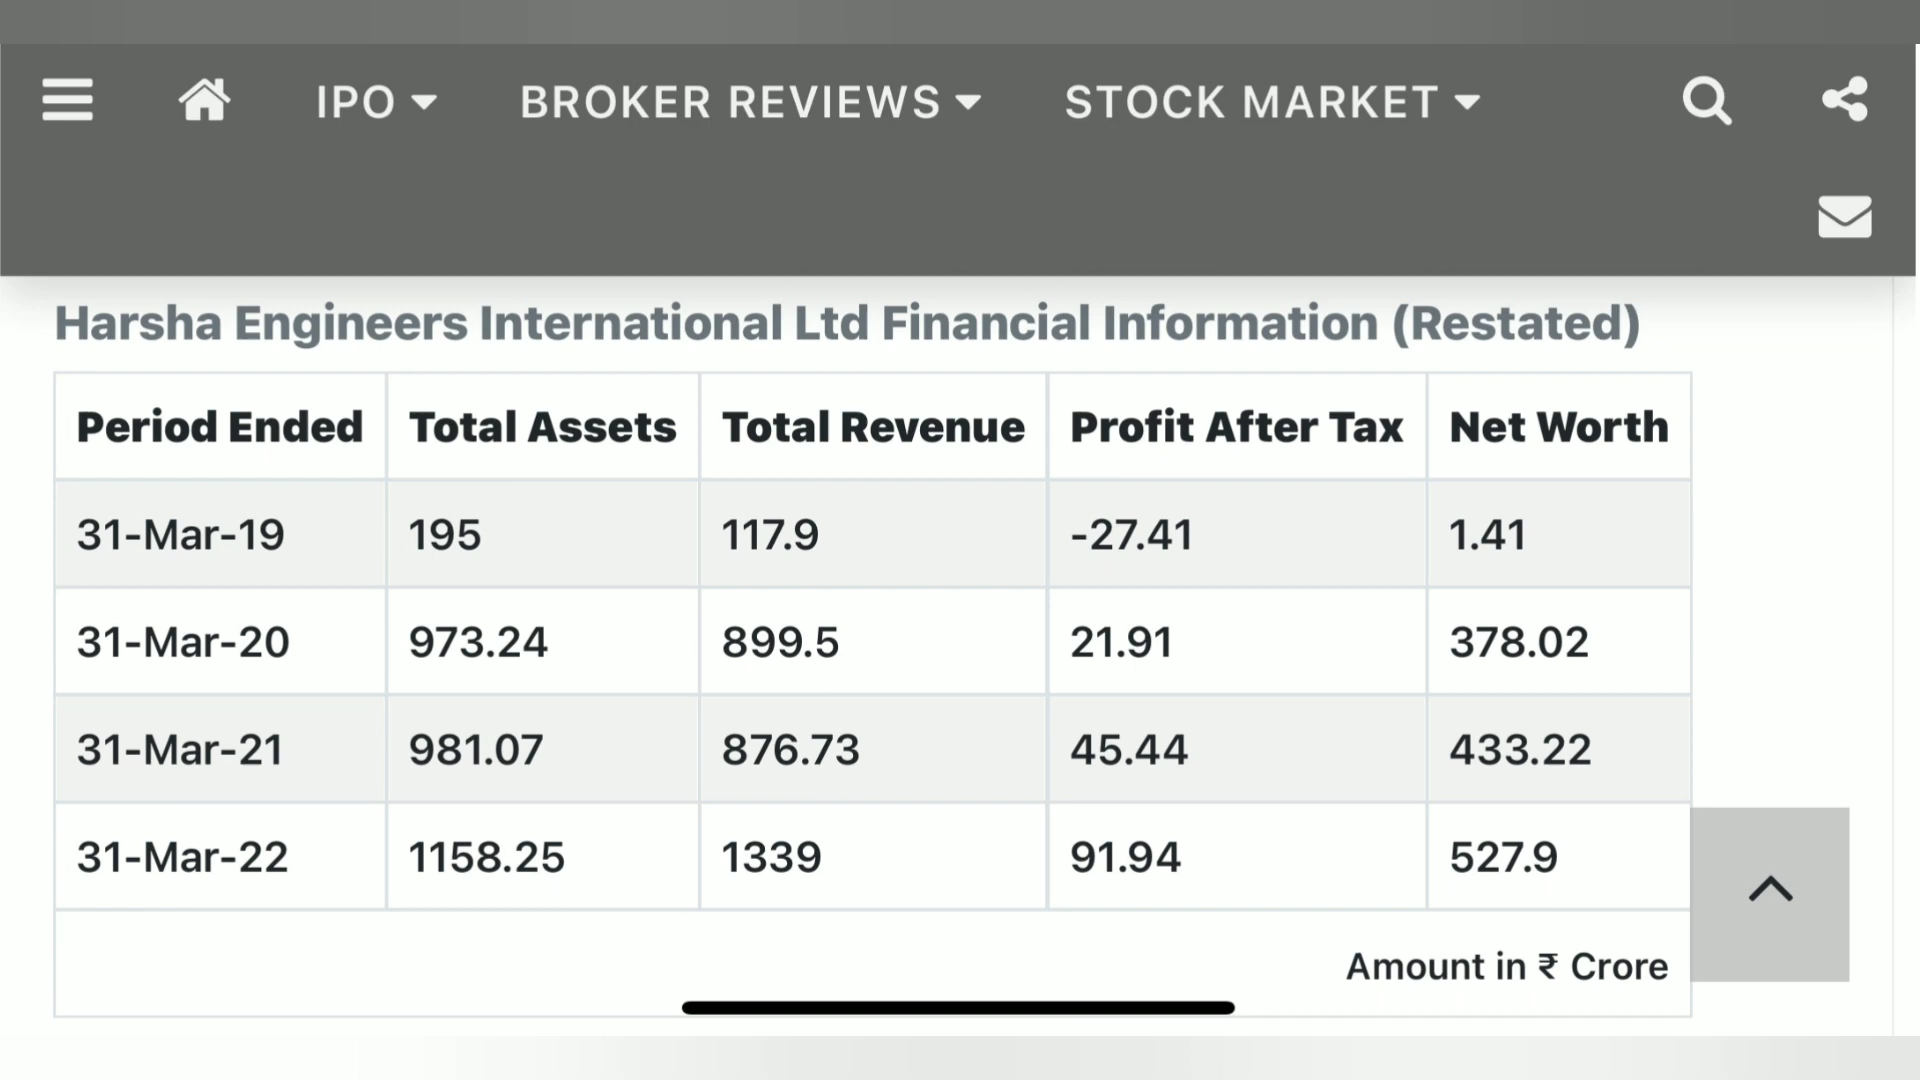 IPO BROKER REVIEWS STOCK MARKET
Harsha Engineers International Ltd Financial Information (Restated)
Period Ended Total Assets Total Revenue Profit After Tax Net Worth
31-Mar-19 195 117.9 -27.41 1.41
31-Mar-20 973.24 899.5 21.91 378.02
31-Mar-21 981.07 876.73 45.44 433.22
31-Mar-22 1158.25 1339 91.94 527.9
Amount in ₹ Crore